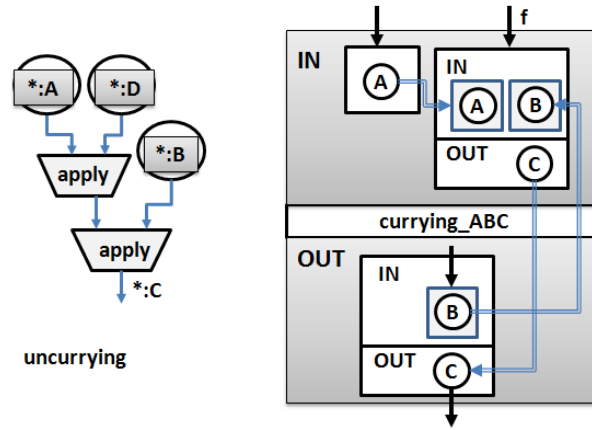 *:A
*:D
*:B
apply
apply
*:C
uncurrying
f
IN
A
IN
A
B
OUT
C
currying_ABC
OUT
IN
B
OUT
C